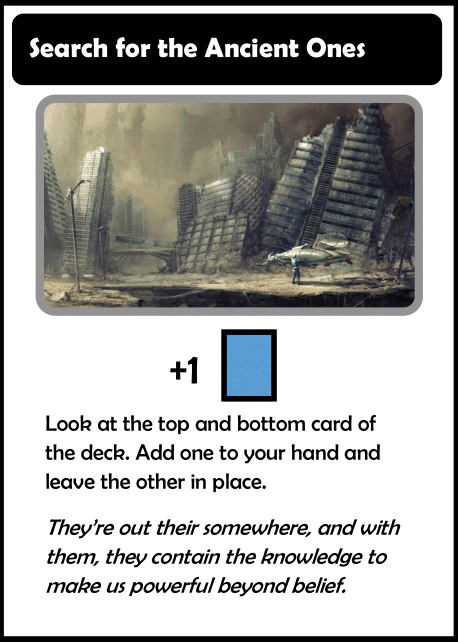 Search for the Ancient Ones
+1
Look at the top and bottom card of
the deck. Add one to your hand and
leave the other in place.
They're out their somewhere, and with
them, they contain the knowledge to
make us powerful beyond belief.